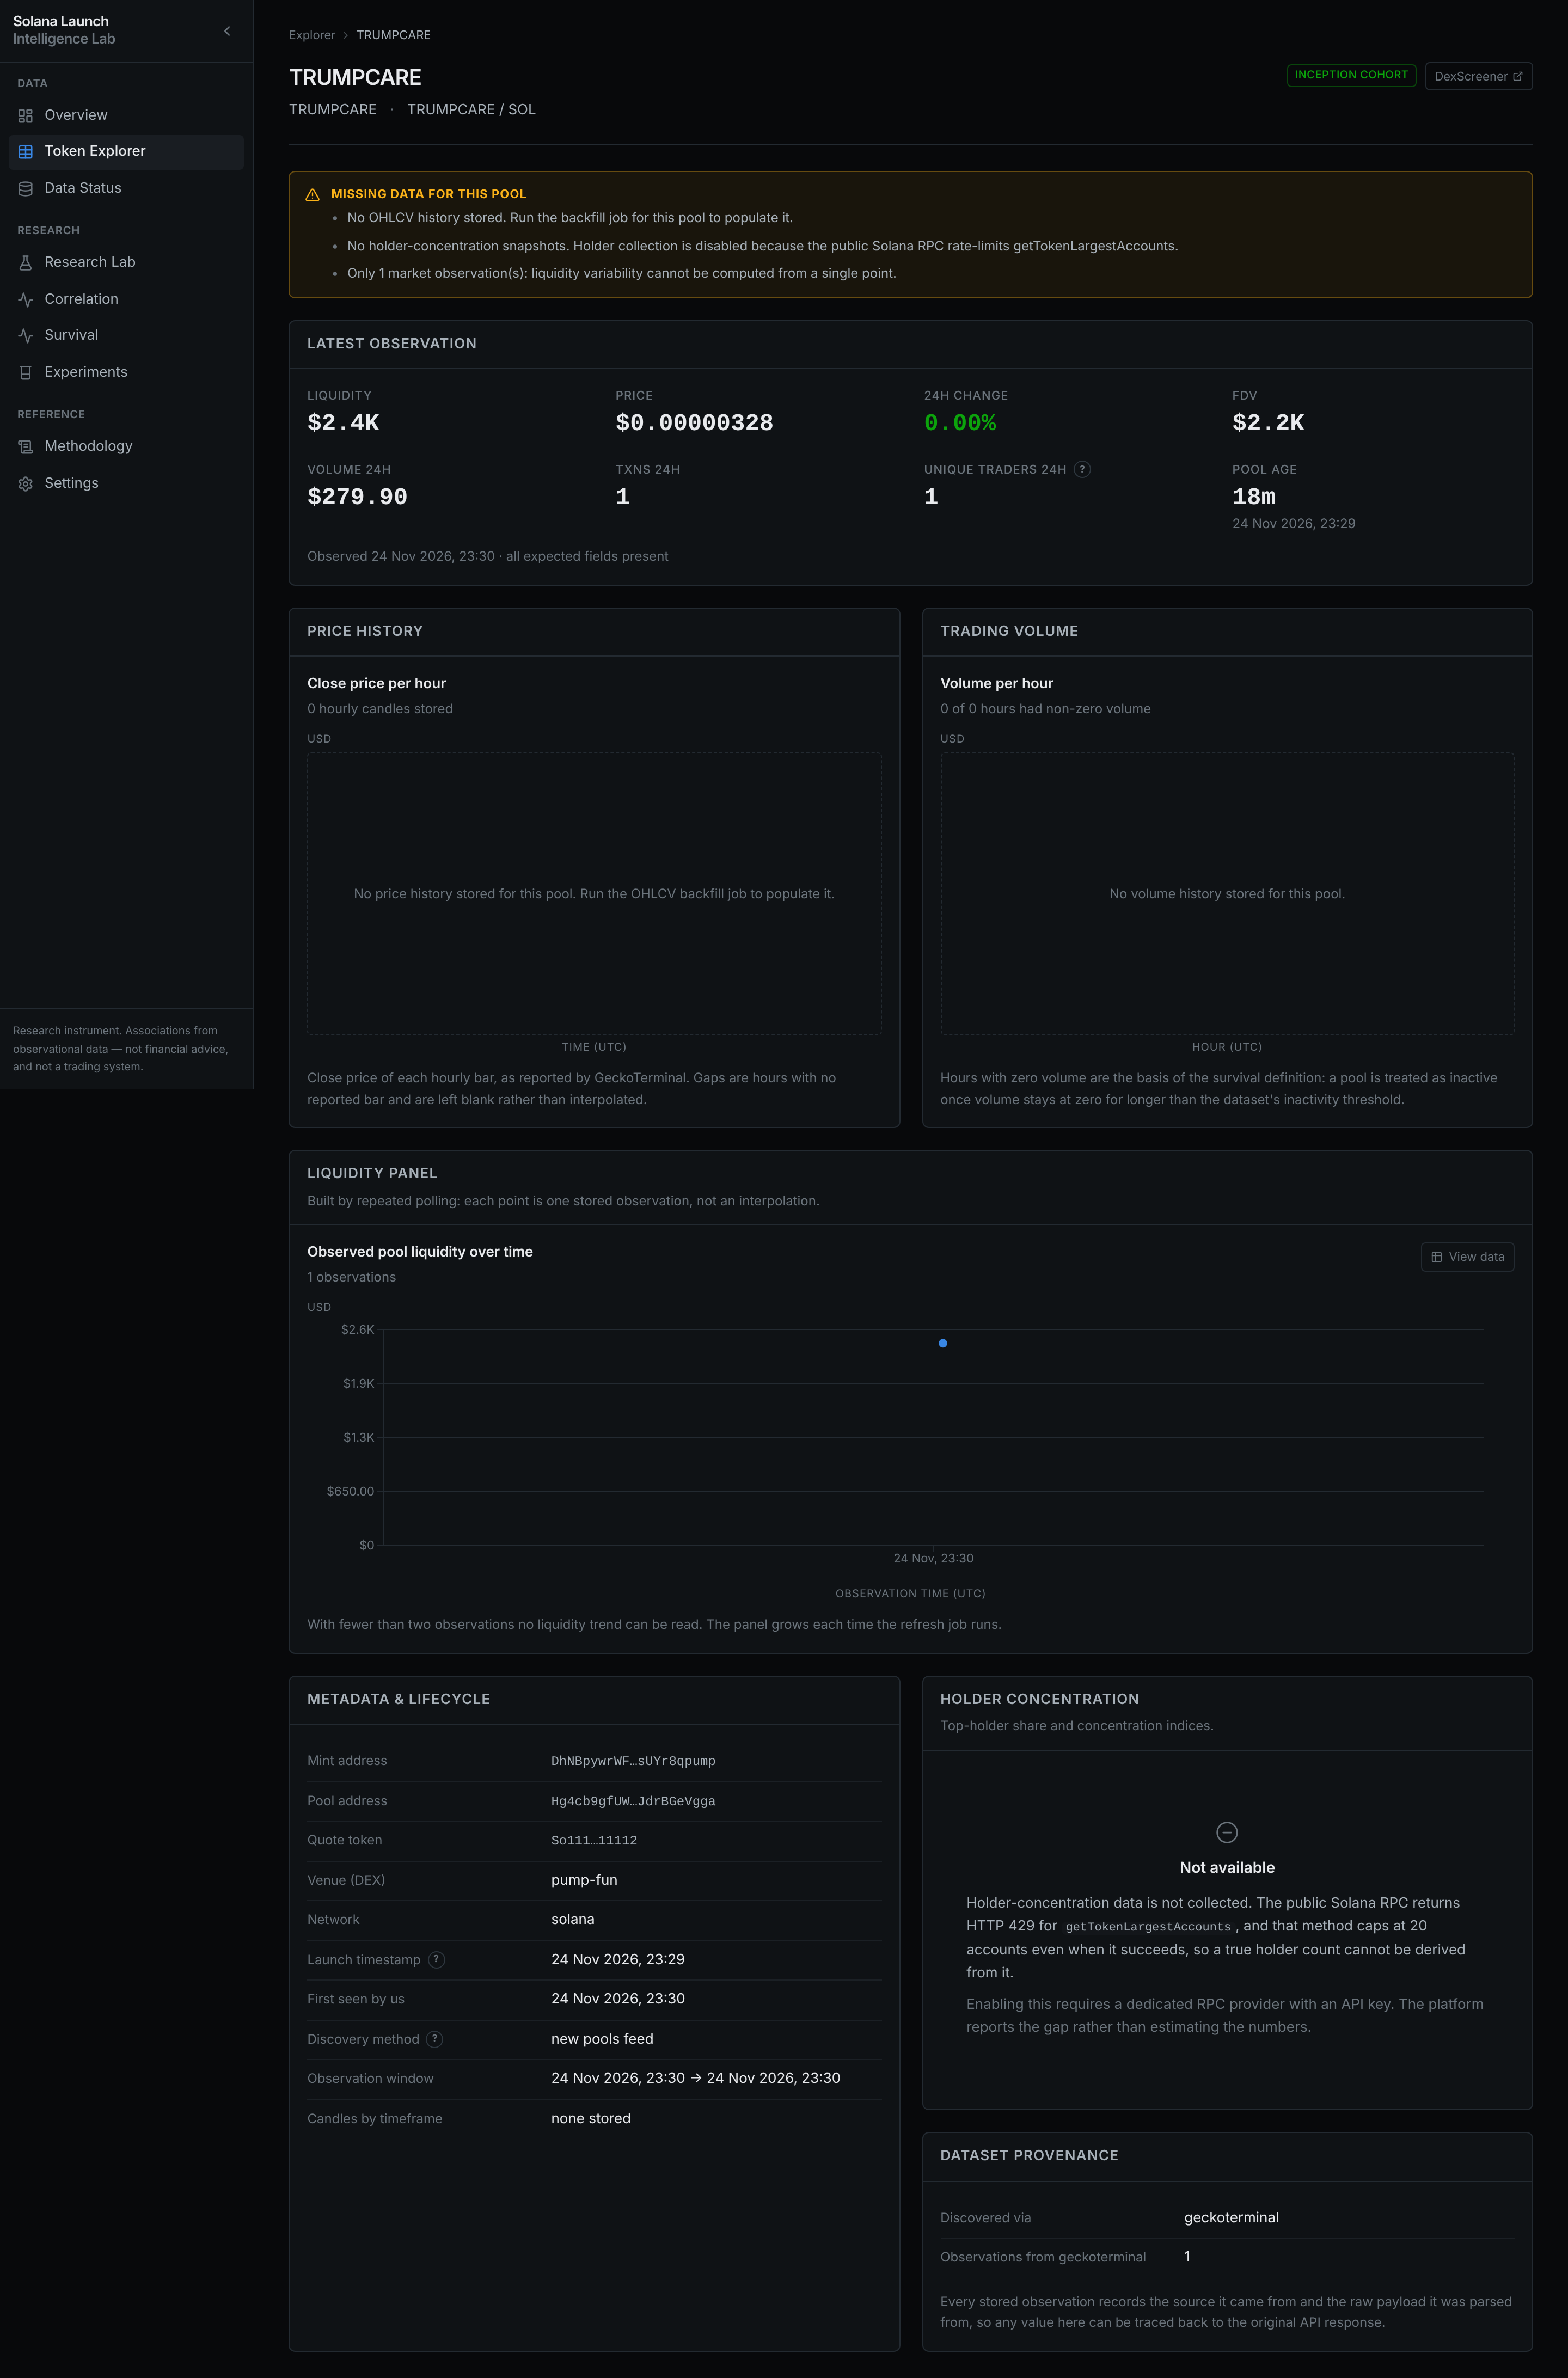 Solana Launch
Intelligence Lab
DATA
Overview
Token Explorer
Data Status
RESEARCH
Research Lab
Correlation
Survival
Experiments
REFERENCE
Methodology
Settings
Research instrument. Associations from
observational data — not financial advice,
and not a trading system.
Explorer > TRUMPCARE
TRUMPCARE
TRUMPCARE · TRUMPCARE / SOL
INCEPTION COHORT
DexScreener
MISSING DATA FOR THIS POOL
• No OHLCV history stored. Run the backfill job for this pool to populate it.
• No holder-concentration snapshots. Holder collection is disabled because the public Solana RPC rate-limits getTokenLargestAccounts.
• Only 1 market observation(s): liquidity variability cannot be computed from a single point.
LATEST OBSERVATION
LIQUIDITY
$2.4K
PRICE
$0.00000328
24H CHANGE
0.00%
FDV
$2.2K
VOLUME 24H
$279.90
TXNS 24H
1
UNIQUE TRADERS 24H ?
1
POOL AGE
18m
24 Nov 2026, 23:29
Observed 24 Nov 2026, 23:30 · all expected fields present
PRICE HISTORY
Close price per hour
0 hourly candles stored
USD
No price history stored for this pool. Run the OHLCV backfill job to populate it.
TIME (UTC)
Close price of each hourly bar, as reported by GeckoTerminal. Gaps are hours with no
reported bar and are left blank rather than interpolated.
TRADING VOLUME
Volume per hour
0 of 0 hours had non-zero volume
USD
No volume history stored for this pool.
HOUR (UTC)
Hours with zero volume are the basis of the survival definition: a pool is treated as inactive
once volume stays at zero for longer than the dataset's inactivity threshold.
LIQUIDITY PANEL
Built by repeated polling: each point is one stored observation, not an interpolation.
Observed pool liquidity over time
1 observations
View data
USD
$2.6K
$1.9K
$1.3K
$650.00
$0
24 Nov, 23:30
OBSERVATION TIME (UTC)
With fewer than two observations no liquidity trend can be read. The panel grows each time the refresh job runs.
METADATA & LIFECYCLE
Mint address DhNBpywrWF…sUYr8qpump
Pool address Hg4cb9gfUW…JdrBGeVgga
Quote token So111…11112
Venue (DEX) pump-fun
Network solana
Launch timestamp ? 24 Nov 2026, 23:29
First seen by us 24 Nov 2026, 23:30
Discovery method ? new pools feed
Observation window 24 Nov 2026, 23:30 → 24 Nov 2026, 23:30
Candles by timeframe none stored
HOLDER CONCENTRATION
Top-holder share and concentration indices.
Not available
Holder-concentration data is not collected. The public Solana RPC returns
HTTP 429 for getTokenLargestAccounts , and that method caps at 20
accounts even when it succeeds, so a true holder count cannot be derived
from it.
Enabling this requires a dedicated RPC provider with an API key. The platform
reports the gap rather than estimating the numbers.
DATASET PROVENANCE
Discovered via geckoterminal
Observations from geckoterminal 1
Every stored observation records the source it came from and the raw payload it was parsed
from, so any value here can be traced back to the original API response.